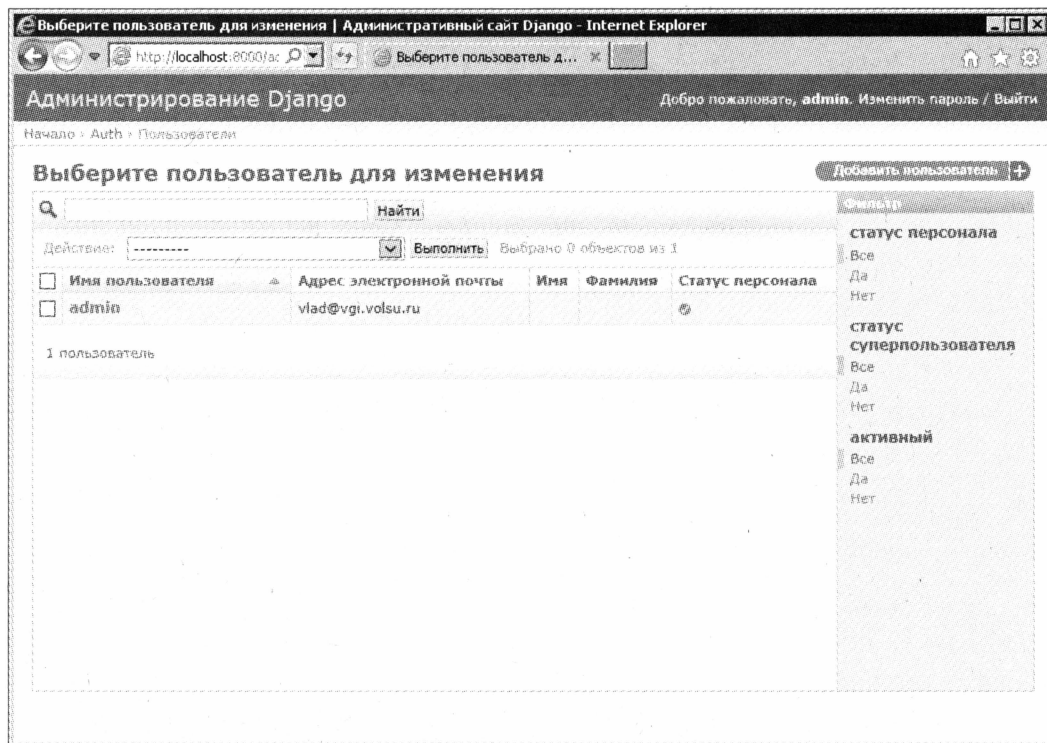 Выберите пользователь для изменения | Административный сайт Django - Internet Explorer
http://localhost:8000/ac
Выберите пользователь д...
Администрирование Django
Добро пожаловать, admin. Изменить пароль / Выйти
Начало › Auth › Пользователи
Выберите пользователь для изменения
Добавить пользователь
Найти
Действие: ---------
Выполнить
Выбрано 0 объектов из 1
Имя пользователя
Адрес электронной почты
Имя
Фамилия
Статус персонала
admin
vlad@vgi.volsu.ru
1 пользователь
Фильтр
статус персонала
Все
Да
Нет
статус
суперпользователя
Все
Да
Нет
активный
Все
Да
Нет